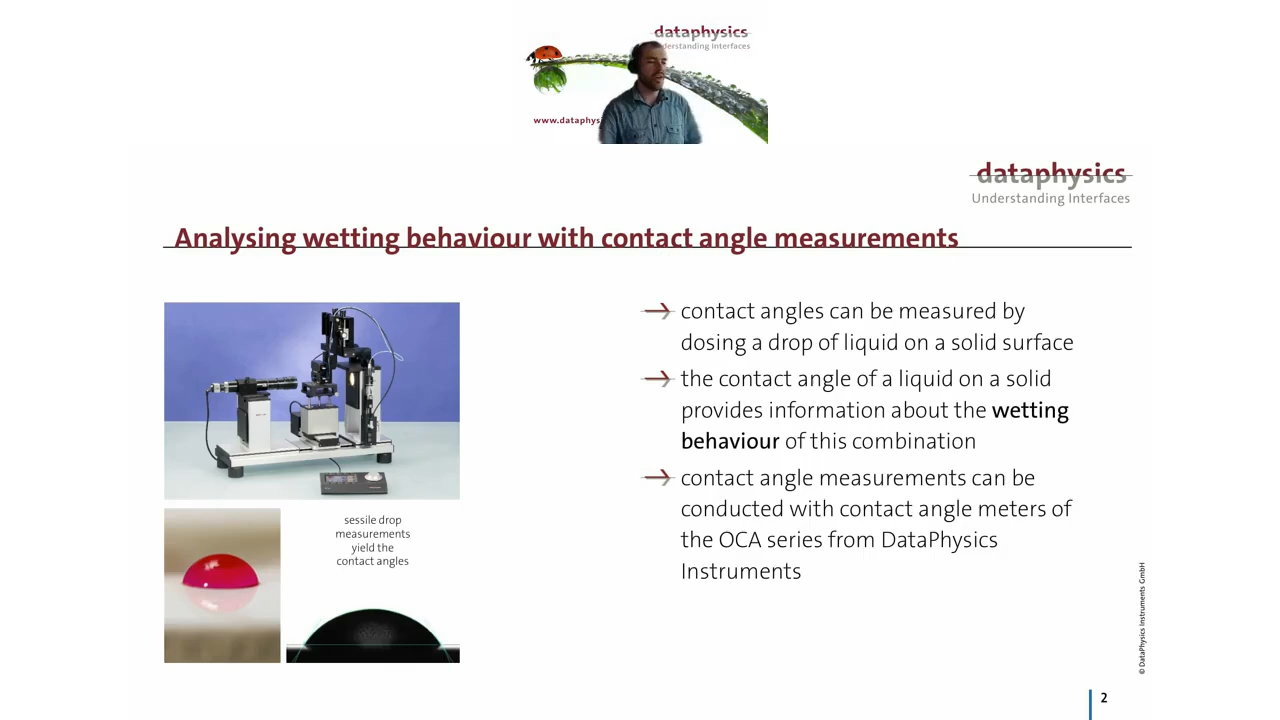 dataphysics
Understanding Interfaces
www.dataphys
dataphysics
Understanding Interfaces
Analysing wetting behaviour with contact angle measurements
→ contact angles can be measured by
dosing a drop of liquid on a solid surface
→ the contact angle of a liquid on a solid
provides information about the wetting
behaviour of this combination
→ contact angle measurements can be
conducted with contact angle meters of
the OCA series from DataPhysics
Instruments
sessile drop
measurements
yield the
contact angles
© DataPhysics Instruments GmbH
2